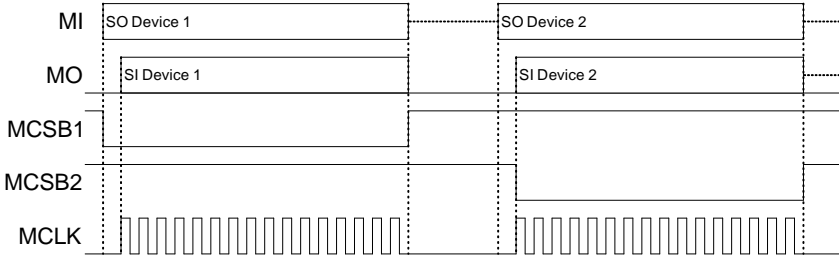 MI SO Device 1 SO Device 2
MO SI Device 1 SI Device 2
MCSB1
MCSB2
MCLK